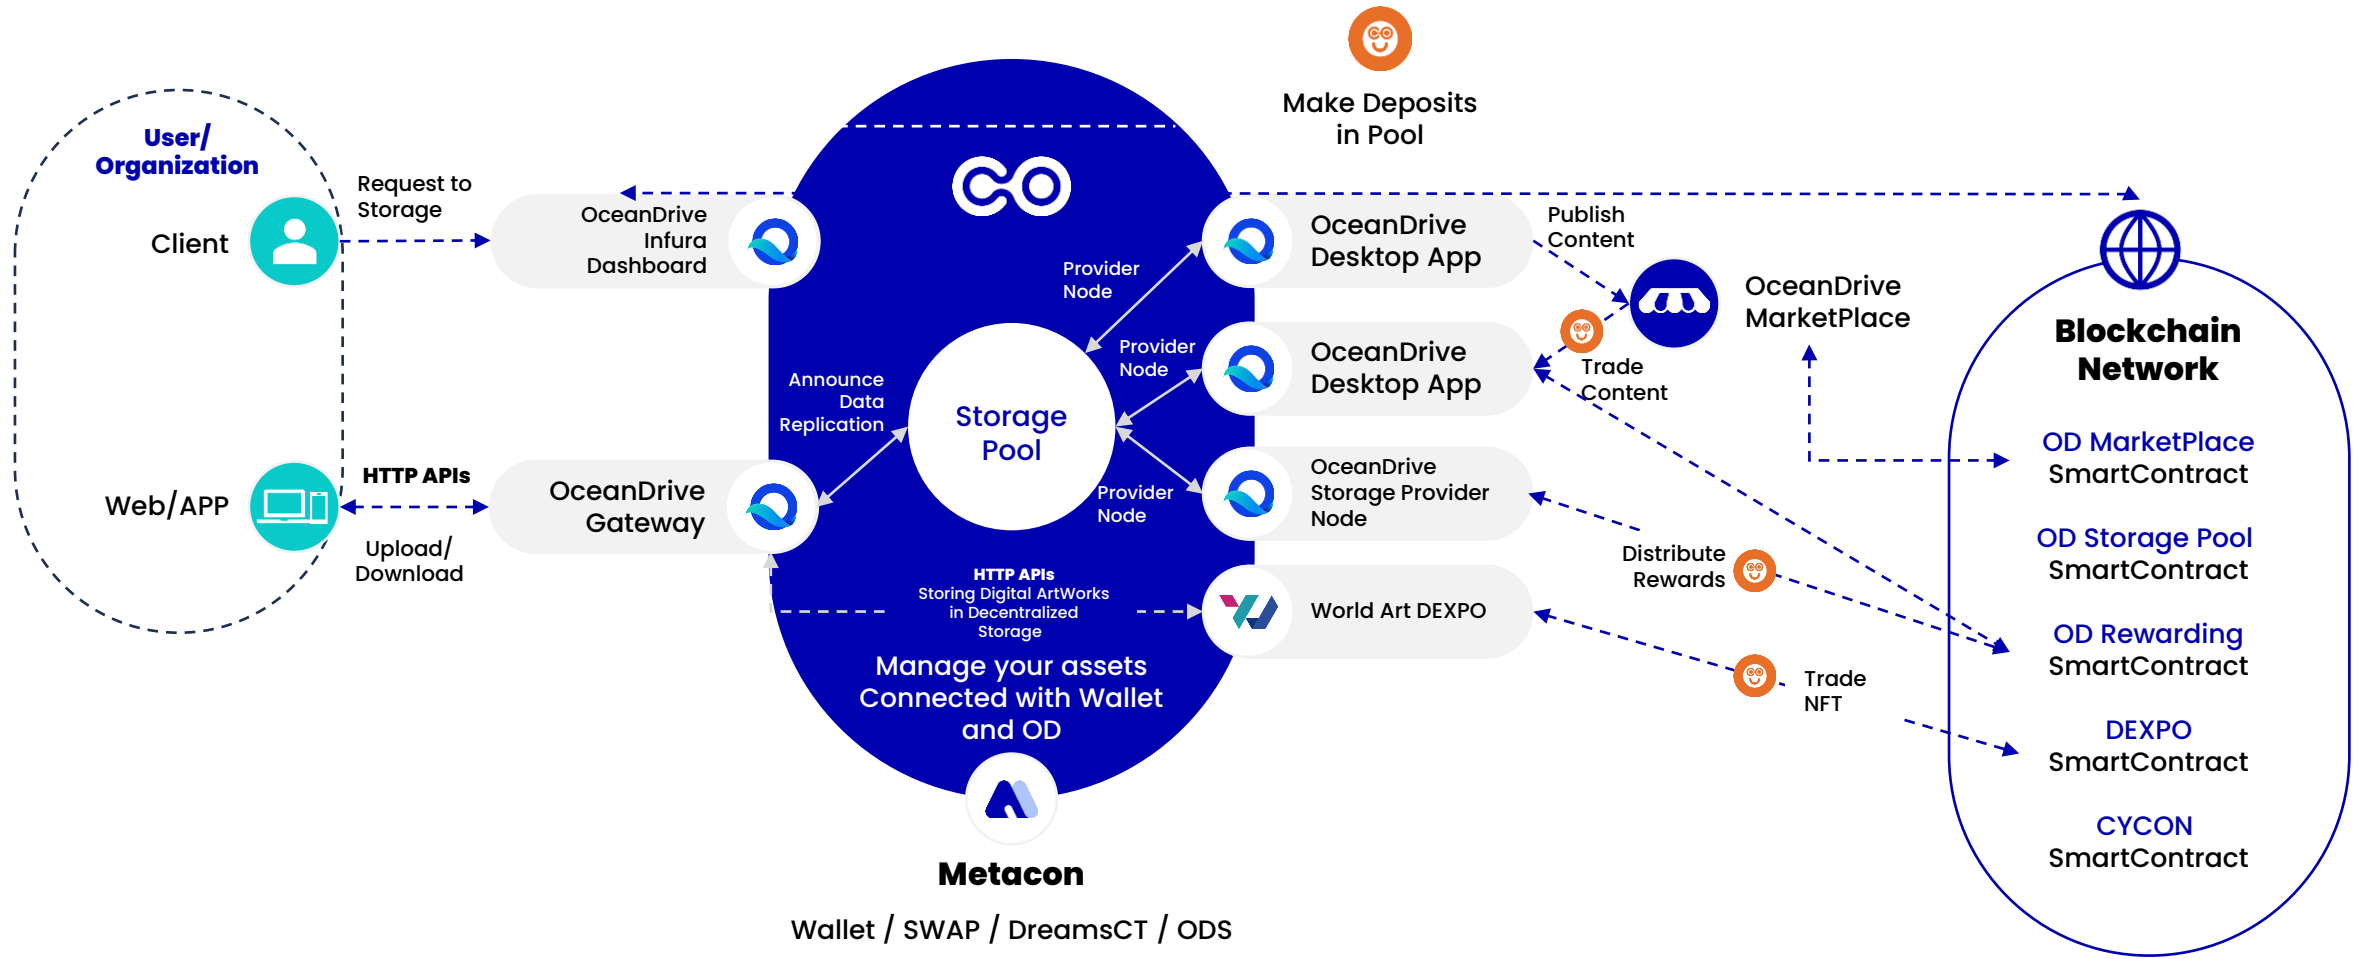 Make Deposits
in Pool
User/
Organization
Client
Request to
Storage
OceanDrive
Infura
Dashboard
Web/APP
HTTP APIs
Upload/
Download
OceanDrive
Gateway
Announce
Data
Replication
Storage
Pool
Provider
Node
Provider
Node
Provider
Node
HTTP APIs
Storing Digital ArtWorks
in Decentralized
Storage
Manage your assets
Connected with Wallet
and OD
Metacon
Wallet / SWAP / DreamsCT / ODS
OceanDrive
Desktop App
OceanDrive
Desktop App
OceanDrive
Storage Provider
Node
World Art DEXPO
Publish
Content
OceanDrive
MarketPlace
Trade
Content
Distribute
Rewards
Trade
NFT
Blockchain
Network
OD MarketPlace
SmartContract
OD Storage Pool
SmartContract
OD Rewarding
SmartContract
DEXPO
SmartContract
CYCON
SmartContract